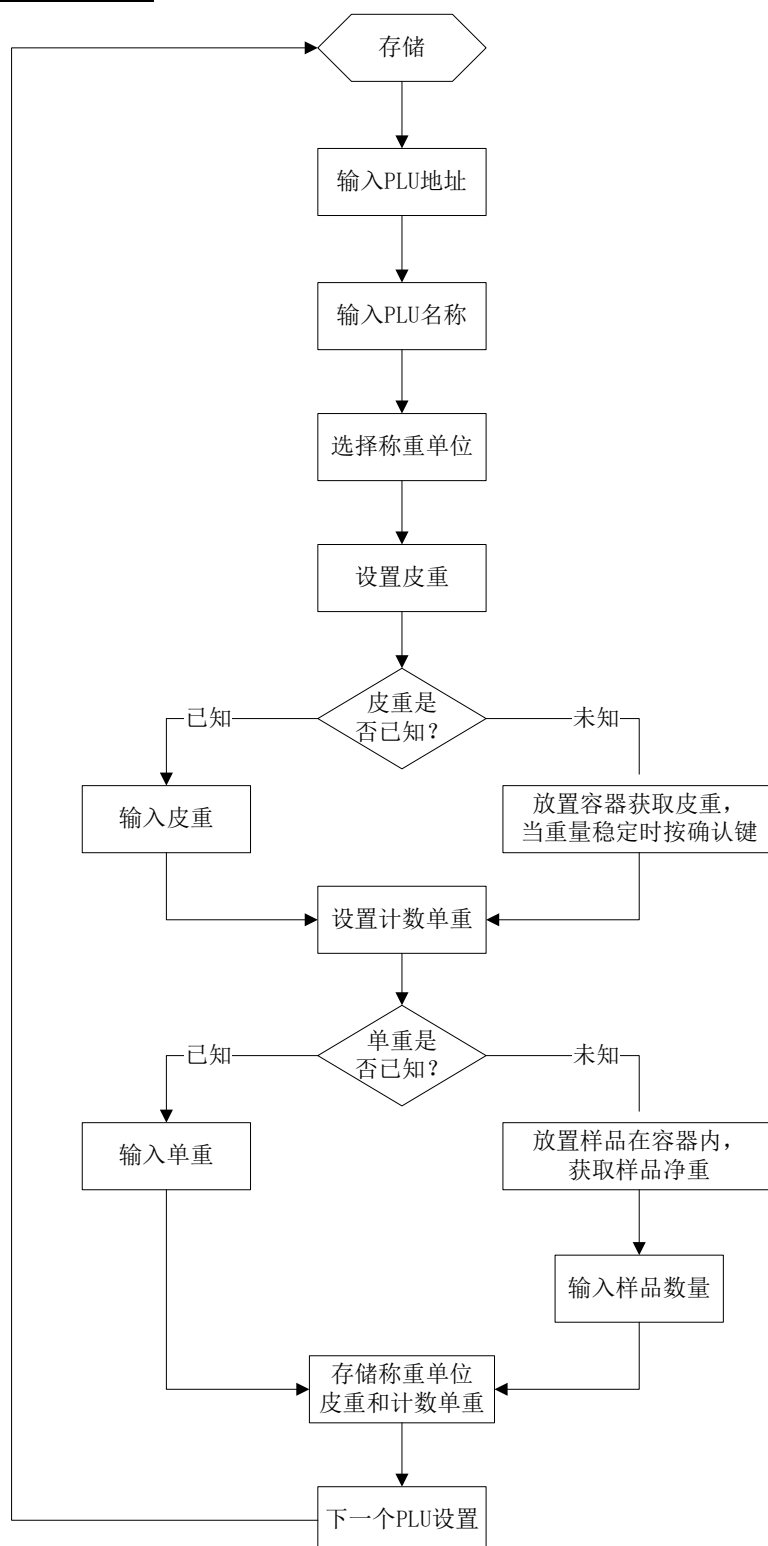 存储
输入PLU地址
输入PLU名称
选择称重单位
设置皮重
皮重是
否已知?
已知
未知
输入皮重
放置容器获取皮重，
当重量稳定时按确认键
设置计数单重
单重是
否已知?
已知
未知
输入单重
放置样品在容器内，
获取样品净重
输入样品数量
存储称重单位
皮重和计数单重
下一个PLU设置